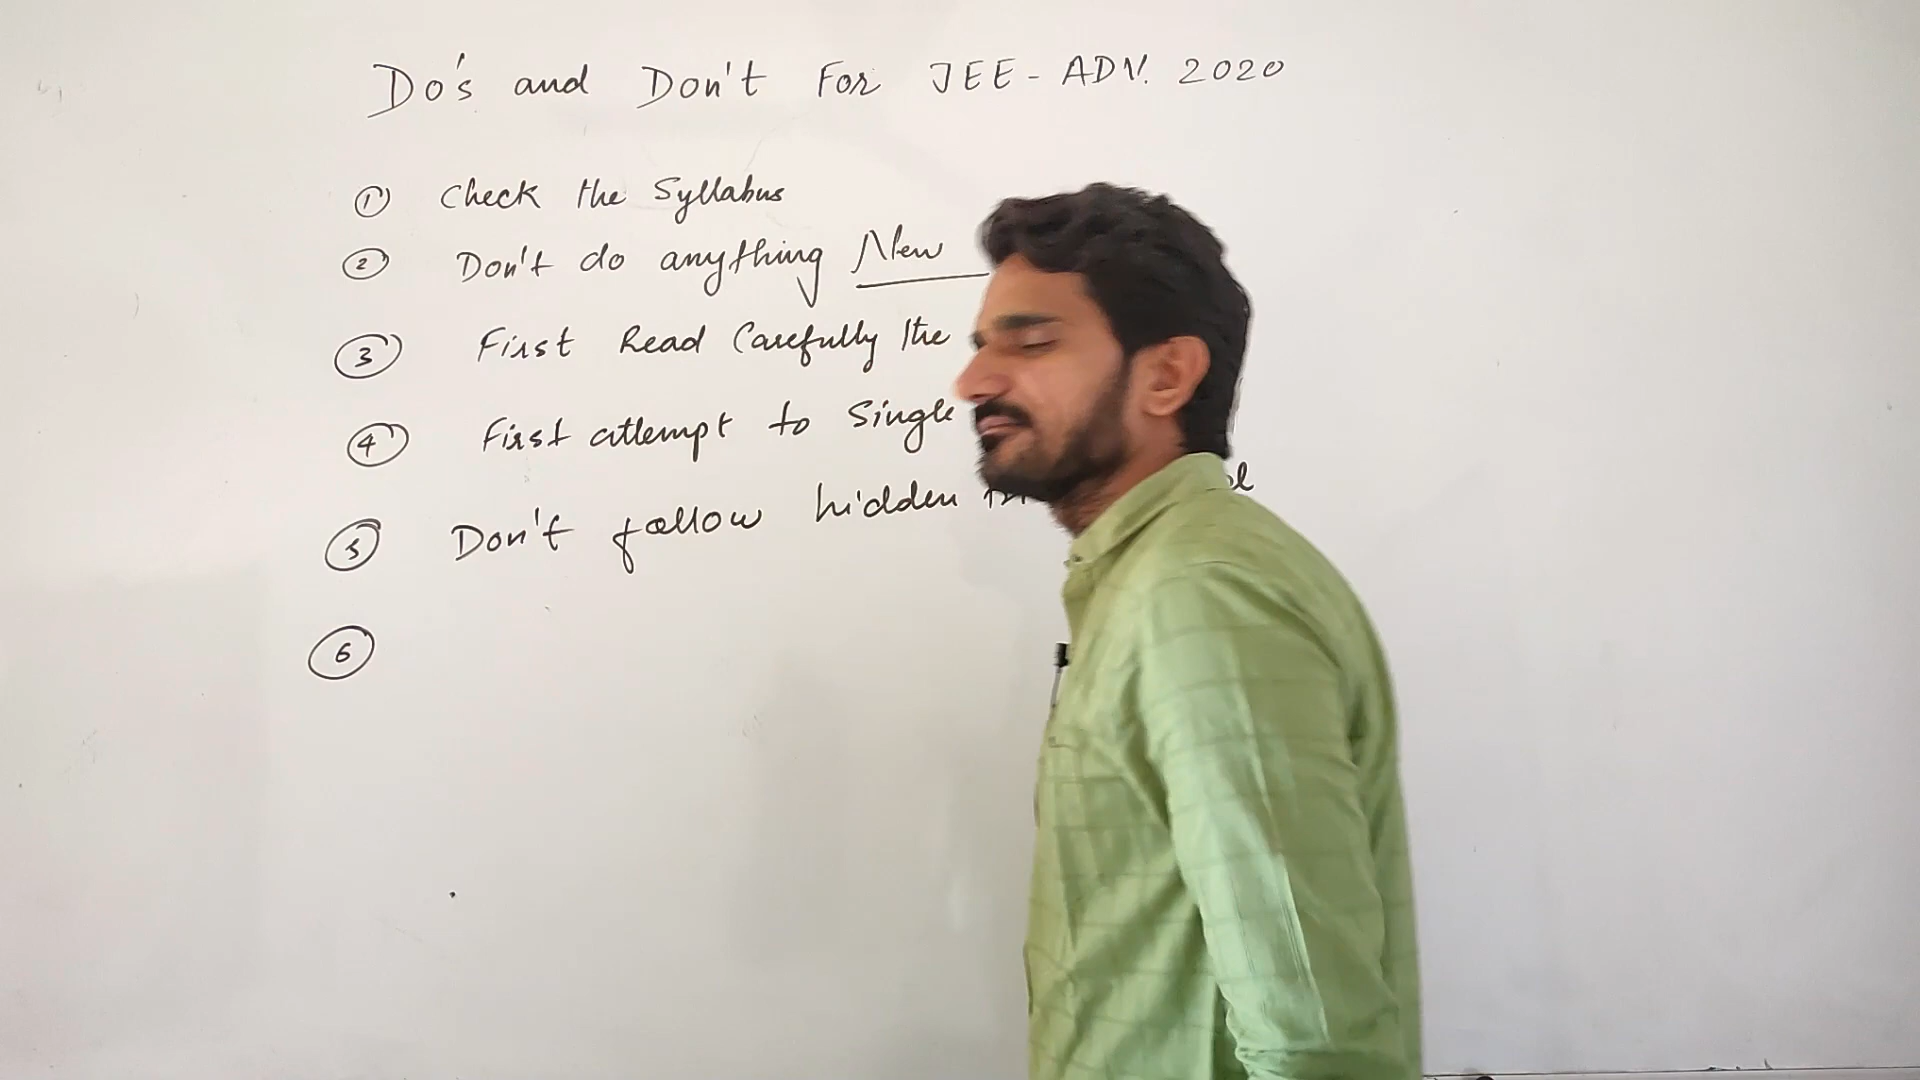 Do's and Don't For JEE-ADV. 2020
① Check the Syllabus
② Don't do anything New
③ First Read Carefully the
④ First attempt to Single
⑤ Don't follow hidden
⑥